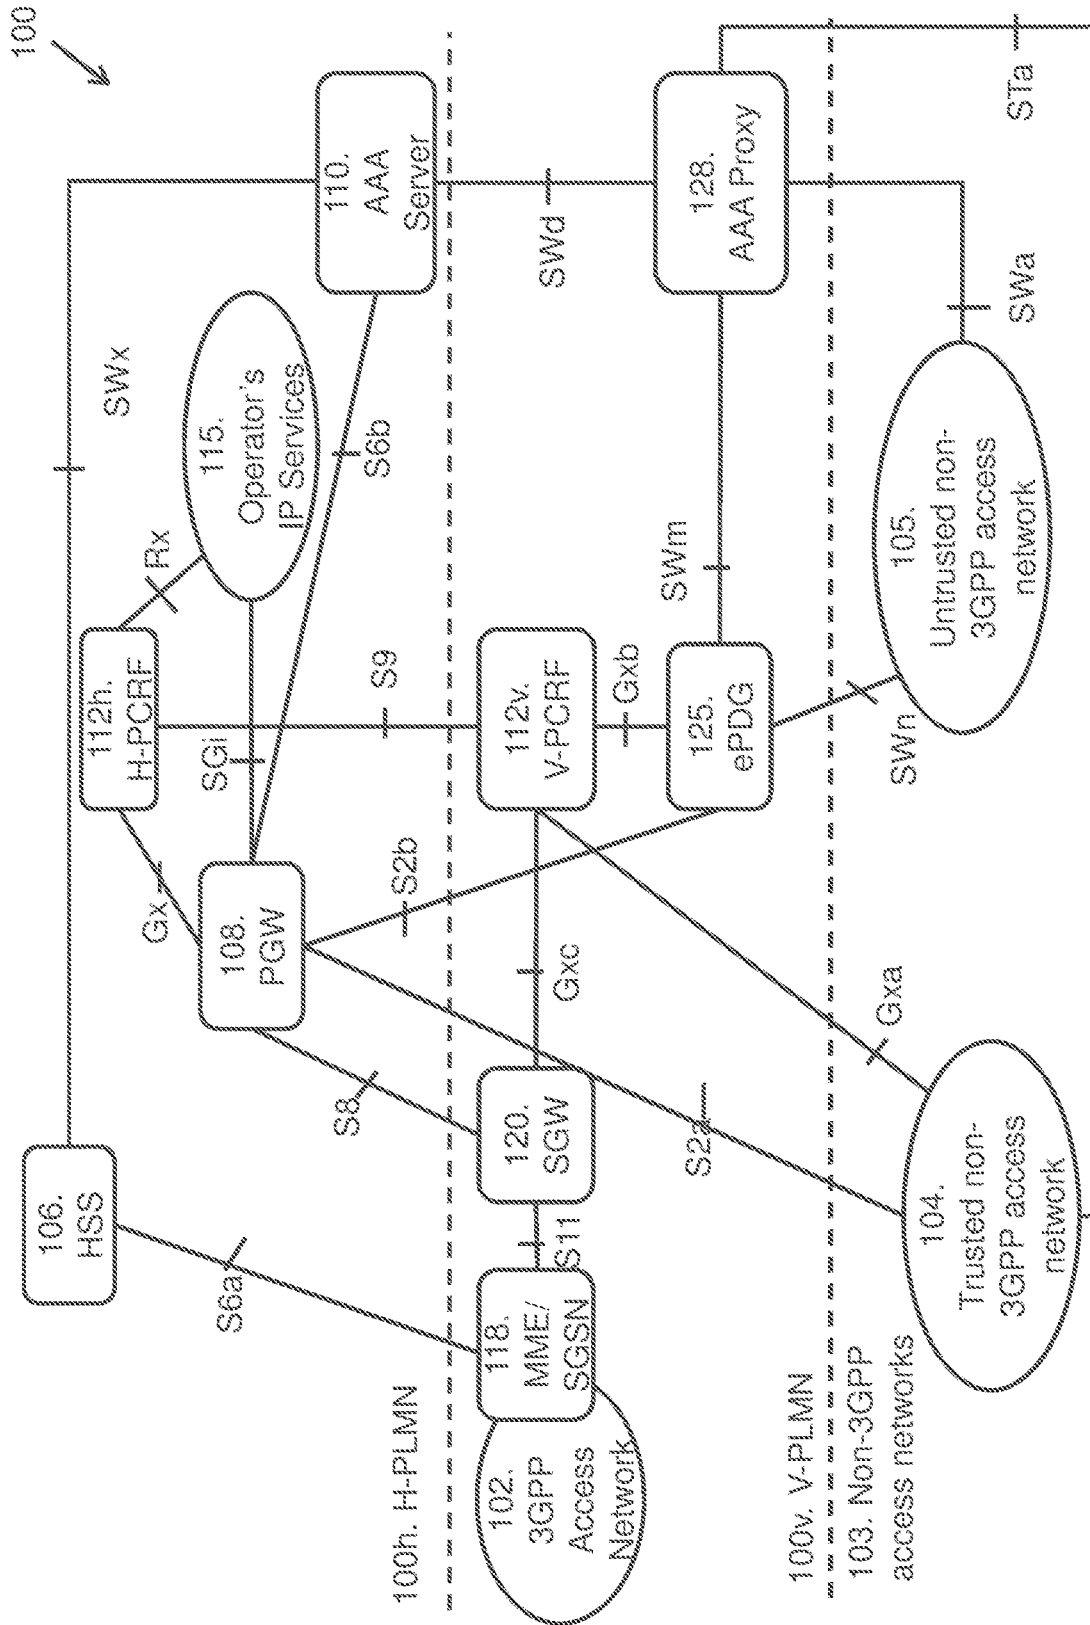 100
106.
HSS
SWx
112h.
H-PCRF
Rx
115.
Operator's
IP Services
110.
AAA
Server
Gx
SGi
108.
PGW
S6b
S6a
S8
S2b
S9
100h. H-PLMN
SWd
102.
3GPP
Access
Network
118.
MME/
SGSN
S11
120.
SGW
Gxc
112v.
V-PCRF
Gxb
125.
ePDG
SWm
128.
AAA Proxy
S2a
100v. V-PLMN
103. Non-3GPP
access networks
Gxa
SWn
SWa
STa
104.
Trusted non-
3GPP access
network
105.
Untrusted non-
3GPP access
network